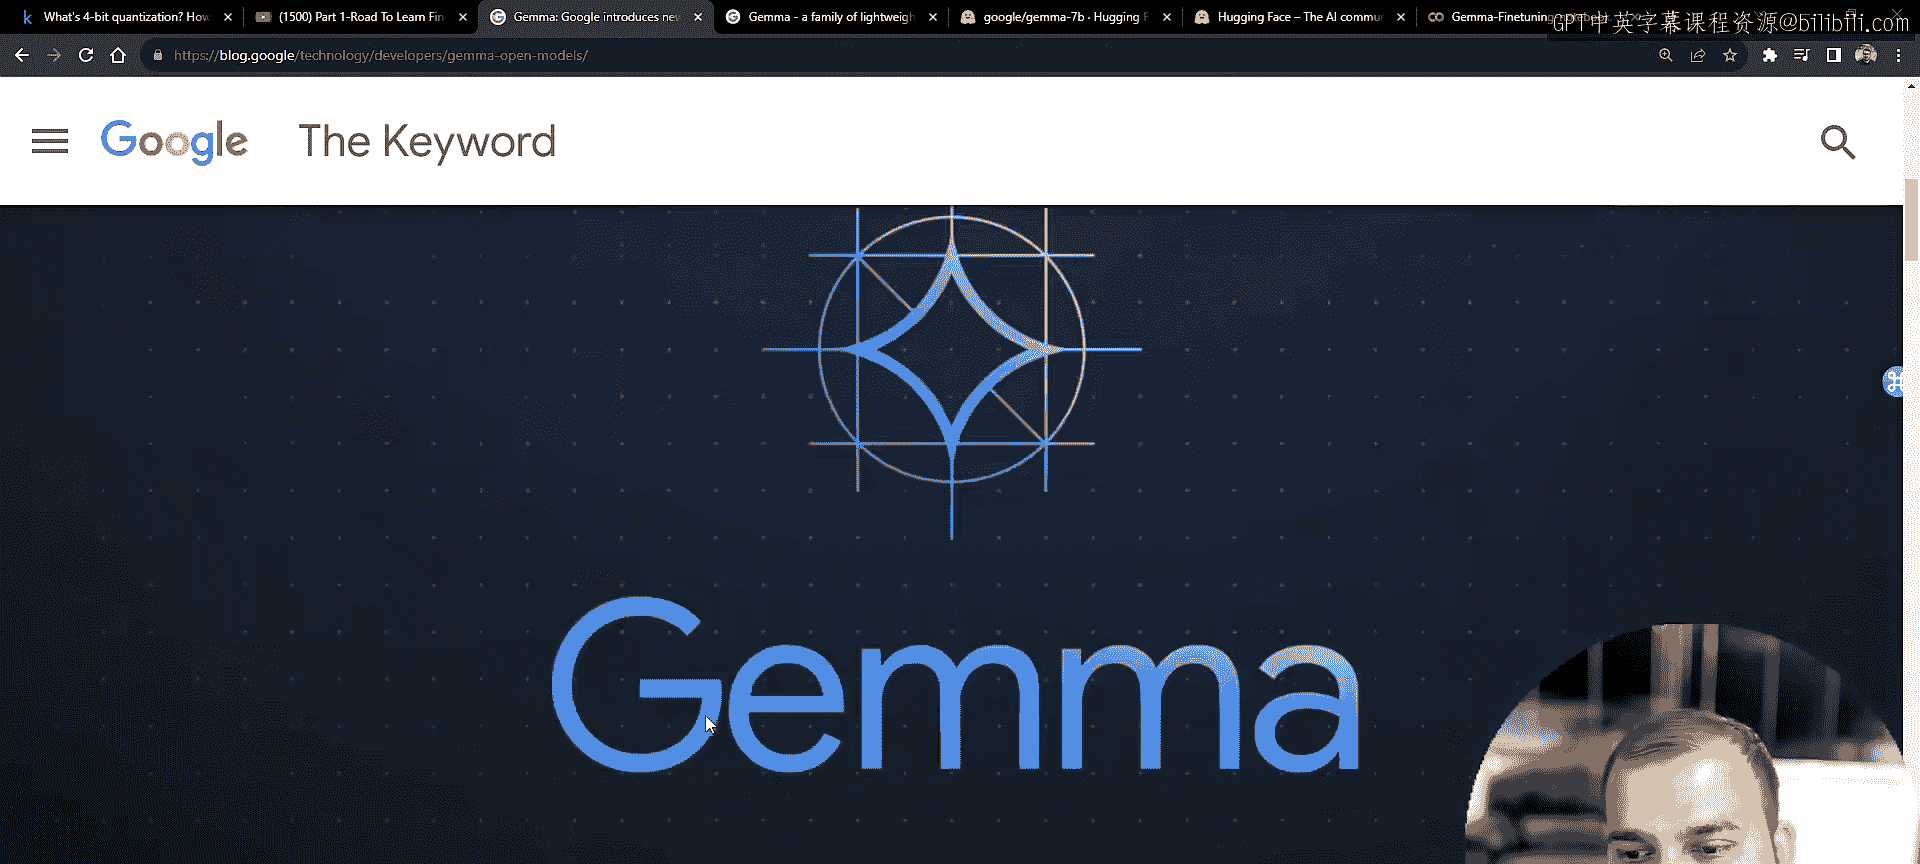 What's 4-bit quantization? How
(1500) Part 1-Road To Learn Fin
Gemma: Google introduces new
Gemma - a family of lightweigh
google/gemma-7b · Hugging F
Hugging Face – The AI commu
Gemma-Finetuning
GPT中英字幕课程资源@bilibili.com
https://blog.google/technology/developers/gemma-open-models/
Google The Keyword
Gemma